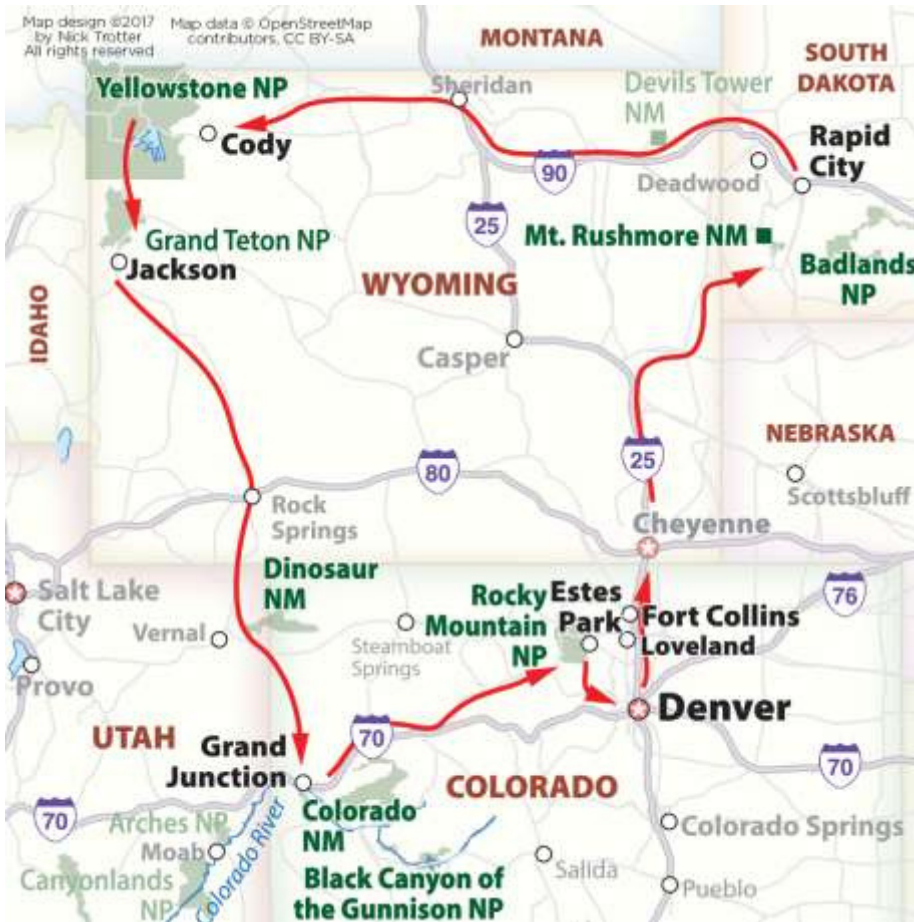 Map design ©2017
by Nick Trotter
All rights reserved
Map data © OpenStreetMap
contributors, CC BY-SA
MONTANA
SOUTH
DAKOTA
Yellowstone NP
Sheridan
Devils Tower
NM
Cody
Rapid
City
90
Deadwood
25
Grand Teton NP
Jackson
Mt. Rushmore NM
Badlands
NP
WYOMING
IDAHO
Casper
NEBRASKA
80
25
Scottsbluff
Rock
Springs
Cheyenne
Salt Lake
City
Dinosaur
NM
Rocky
Mountain
NP
Estes
Park
Fort Collins
Loveland
76
Vernal
Steamboat
Springs
Provo
Denver
UTAH
Grand
Junction
70
70
COLORADO
70
Arches NP
Moab
Colorado River
Colorado
NM
Colorado Springs
Canyonlands
NP
Black Canyon of
the Gunnison NP
Salida
Pueblo